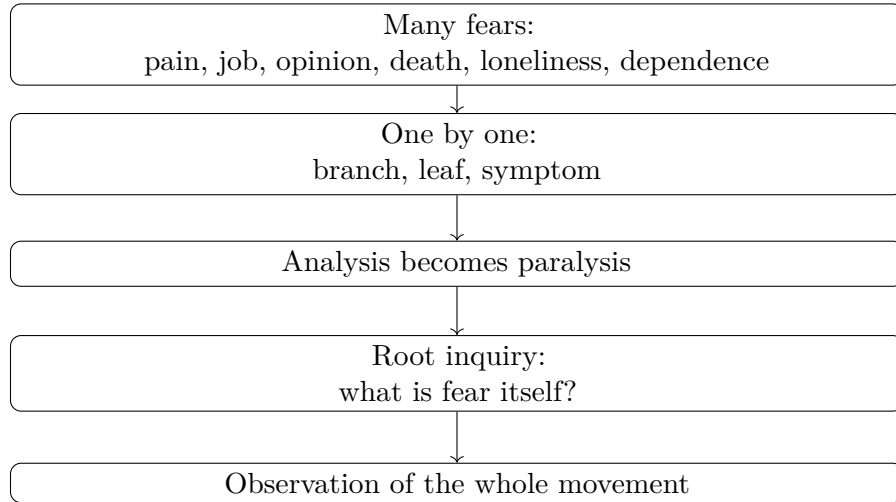 Many fears:
pain, job, opinion, death, loneliness, dependence
One by one:
branch, leaf, symptom
Analysis becomes paralysis
Root inquiry:
what is fear itself?
Observation of the whole movement